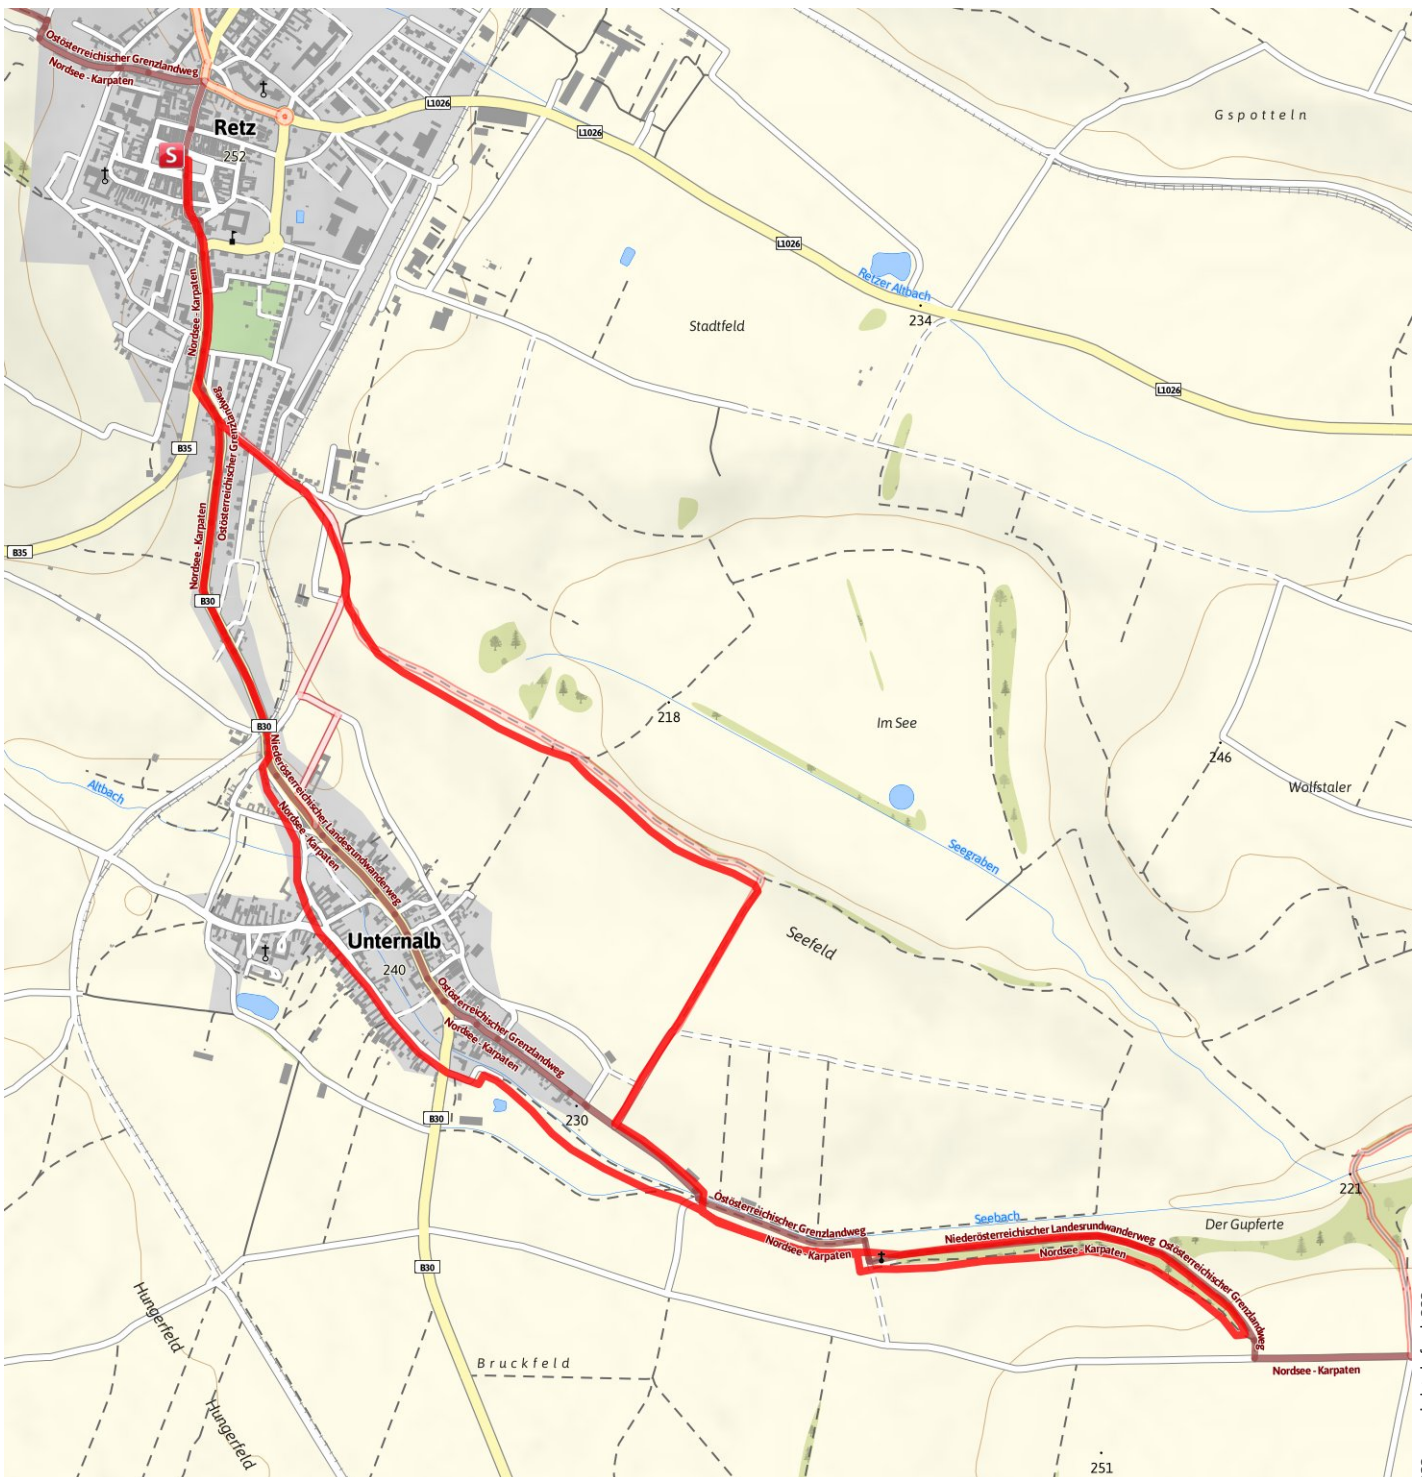 Ostösterreichischer Grenzlandweg
Nordsee - Karpaten
Retz
252
S
L1026
L1026
Gspotteln
L1026
Retzer Altbach
234
Stadtfeld
Nordsee - Karpaten
L1026
B35
Ostösterreichischer Grenzlandweg
Nordsee - Karpaten
B35
B30
218
Im See
246
Wolfstaler
B30
Altbach
Niederösterreichischer Landesrundwanderweg
Nordsee - Karpaten
Seegraben
Unternalb
240
Seefeld
Ostösterreichischer Grenzlandweg
Nordsee - Karpaten
230
B30
221
Der Gupferte
Seebach
Ostösterreichischer Grenzlandweg
Nordsee - Karpaten
Niederösterreichischer Landesrundwanderweg Ostösterreichischer Grenzlandweg
Nordsee - Karpaten
B30
Hungerfeld
Bruckfeld
Nordsee - Karpaten
Hungerfeld
251